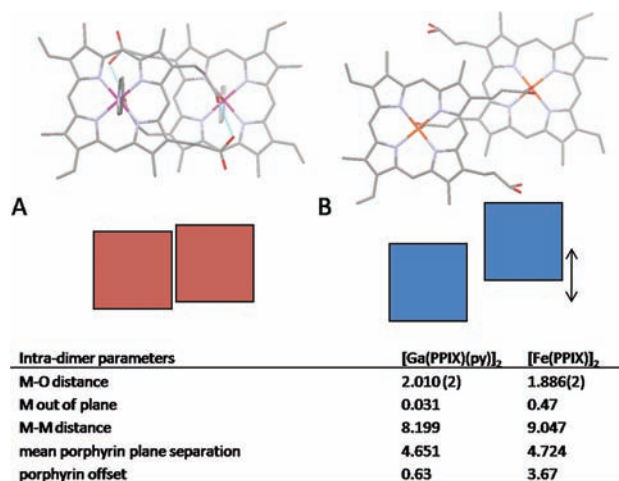 A B
Intra-dimer parameters [Ga(PPIX)(py)]2 [Fe(PPIX)]2
M-O distance 2.010 (2) 1.886(2)
M out of plane 0.031 0.47
M-M distance 8.199 9.047
mean porphyrin plane separation 4.651 4.724
porphyrin offset 0.63 3.67